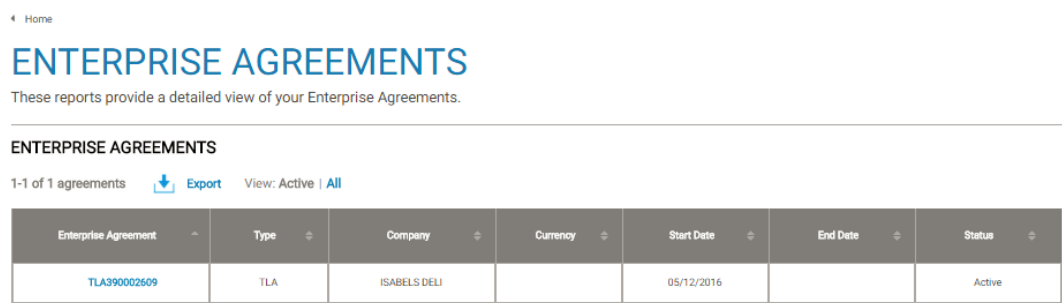 Home
ENTERPRISE AGREEMENTS
These reports provide a detailed view of your Enterprise Agreements.
ENTERPRISE AGREEMENTS
1-1 of 1 agreements Export View: Active | All
Enterprise Agreement Type Company Currency Start Date End Date Status
TLA390002609 TLA ISABELS DELI 05/12/2016 Active